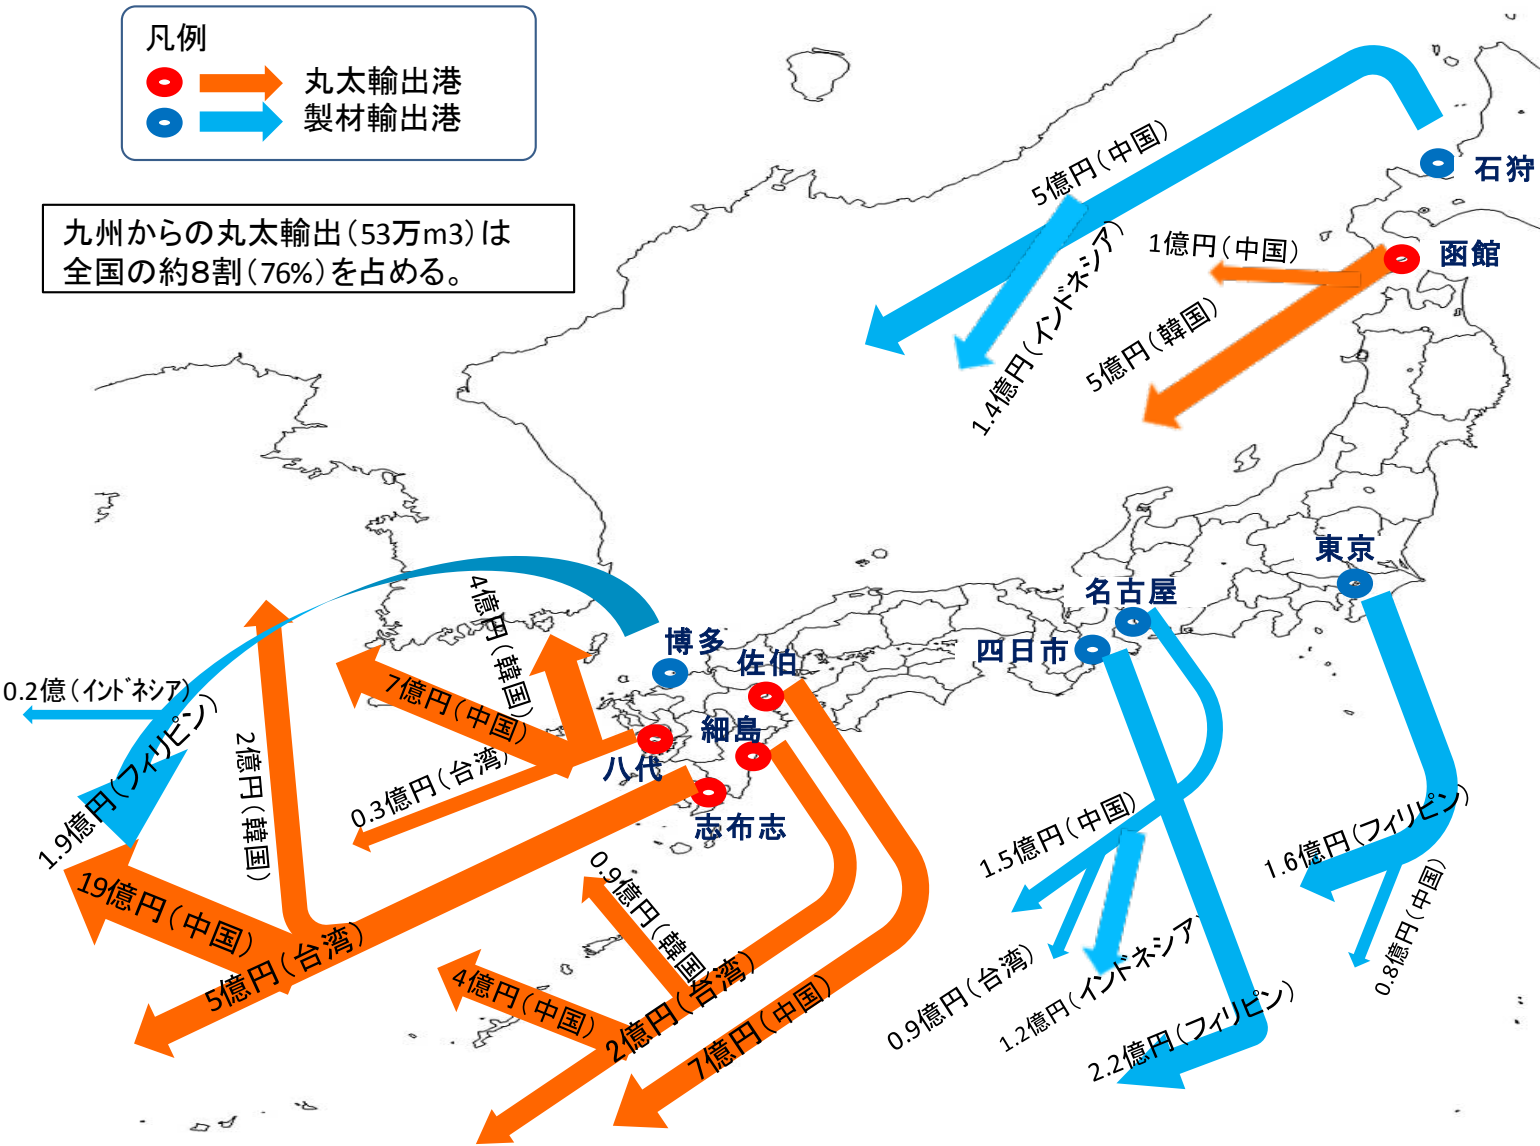 凡例
丸太輸出港
製材輸出港
九州からの丸太輸出(53万m3)は
全国の約8割(76%)を占める。
石狩
5億円(中国)
1.4億円(インドネシア)
函館
1億円(中国)
5億円(韓国)
東京
1.6億円(フィリピン)
0.8億円(中国)
名古屋
1.5億円(中国)
0.9億円(台湾)
1.2億円(インドネシア)
四日市
2.2億円(フィリピン)
博多
0.2億(インドネシア)
1.9億円(フィリピン)
佐伯
7億円(中国)
細島
0.9億円(韓国)
4億円(中国)
2億円(台湾)
八代
4億円(韓国)
7億円(中国)
0.3億円(台湾)
志布志
2億円(韓国)
19億円(中国)
5億円(台湾)